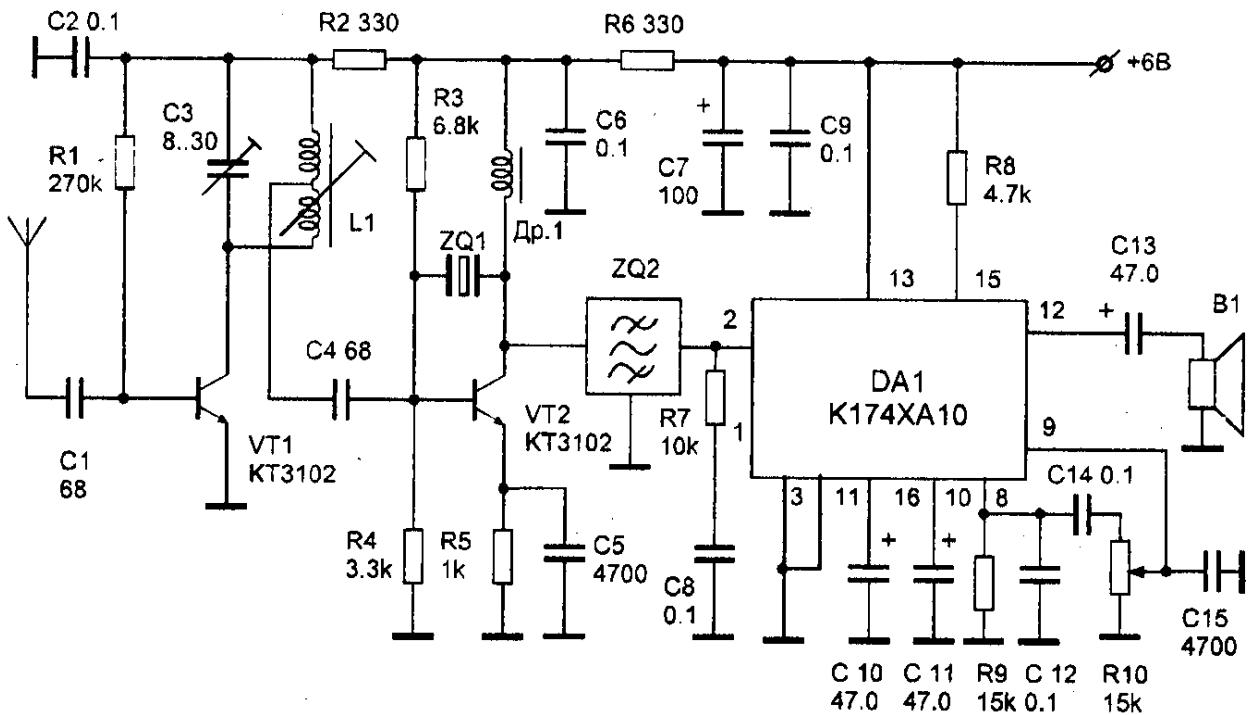 C2 0.1
R2 330
R6 330
+6В
C3
8..30
R1
270k
L1
R3
6.8k
C6
0.1
+
C7
100
C9
0.1
R8
4.7k
ZQ1
Др.1
ZQ2
13
15
C13
47.0
+
12
B1
2
DA1
К174ХА10
C4 68
VT1
КТ3102
VT2
КТ3102
R7
10k
1
9
C1
68
3
11
16
10
8
C14 0.1
R4
3.3k
R5
1k
C5
4700
C8
0.1
+
+
C15
4700
C 10
47.0
C 11
47.0
R9
15k
C 12
0.1
R10
15k